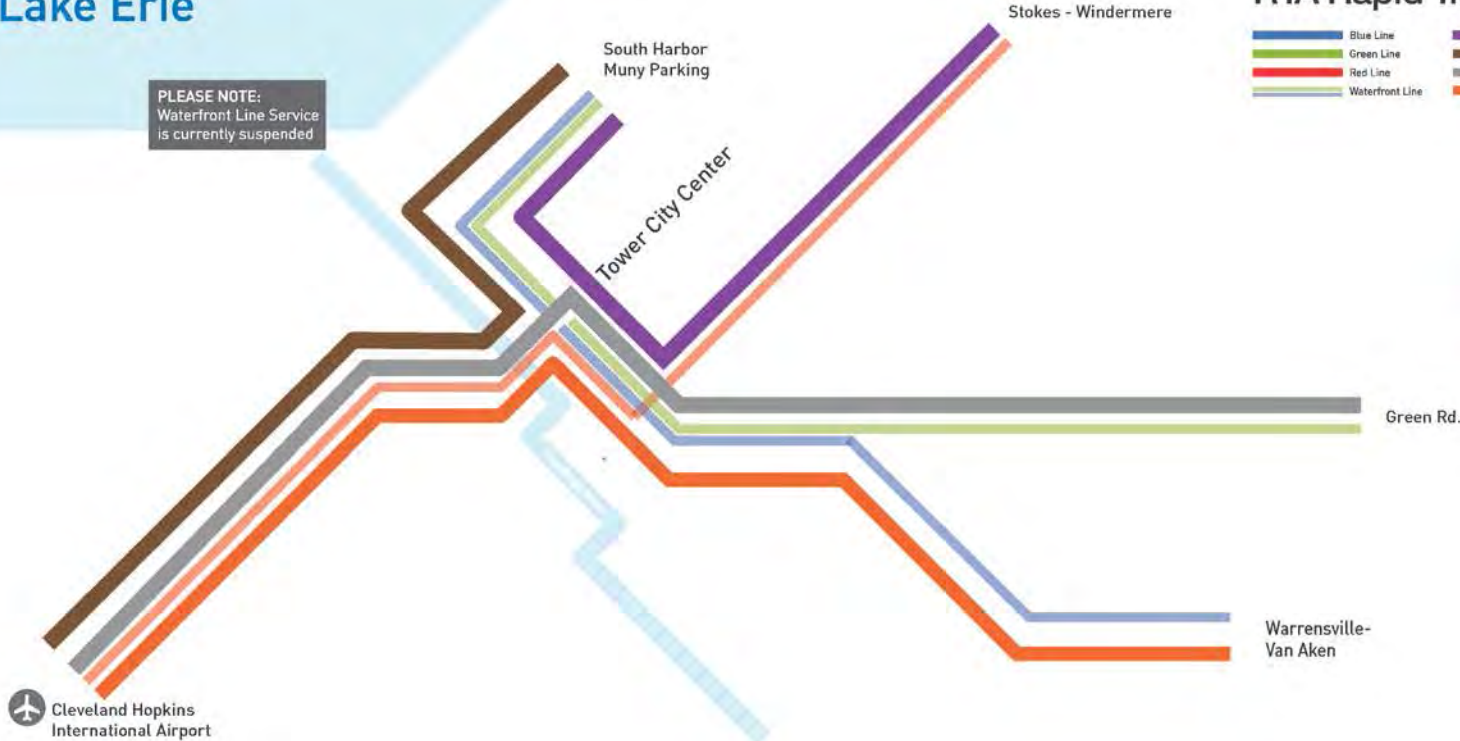 Lake Erie
PLEASE NOTE:
Waterfront Line Service
is currently suspended
South Harbor
Muny Parking
Tower City Center
Stokes - Windermere
Blue Line
Green Line
Red Line
Waterfront Line
Green Rd.
Warrensville-
Van Aken
Cleveland Hopkins
International Airport